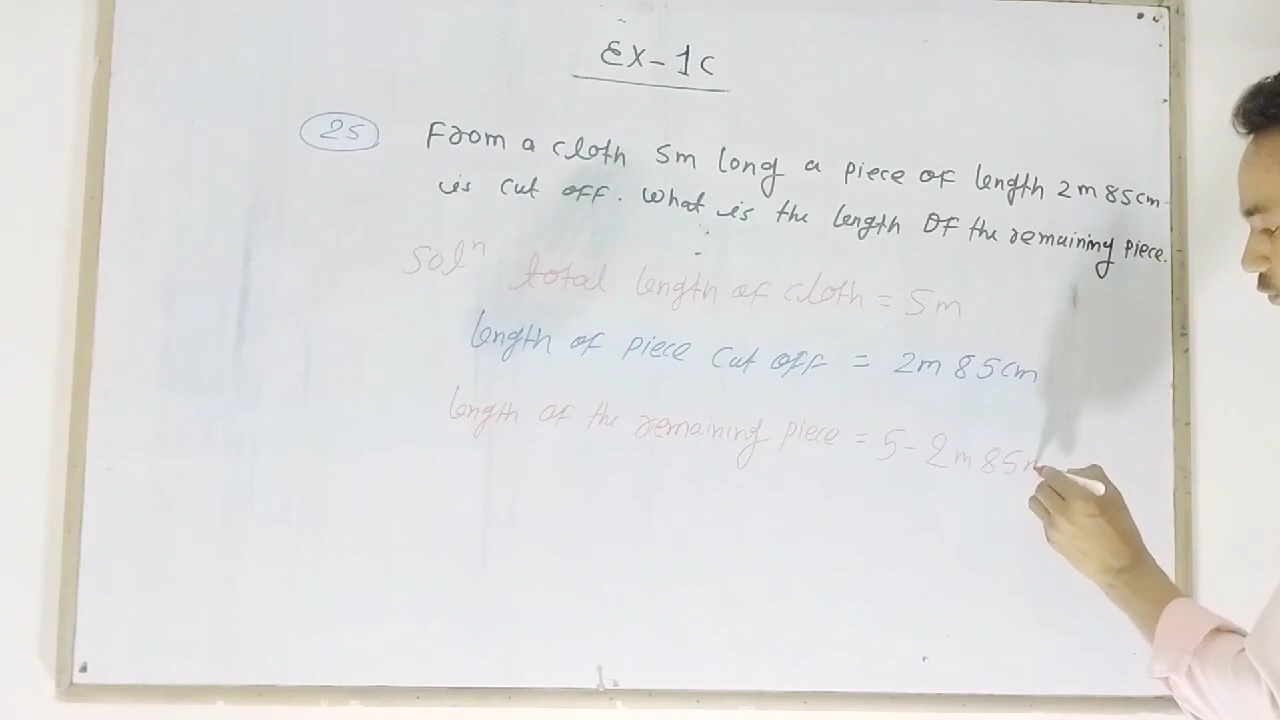 Ex-1c
25 From a cloth 5m long a piece of length 2m 85cm
is cut off. What is the length of the remaining piece.
Solⁿ total length of cloth = 5m
length of piece cut off = 2m 85cm
length of the remaining piece = 5-2m 85m